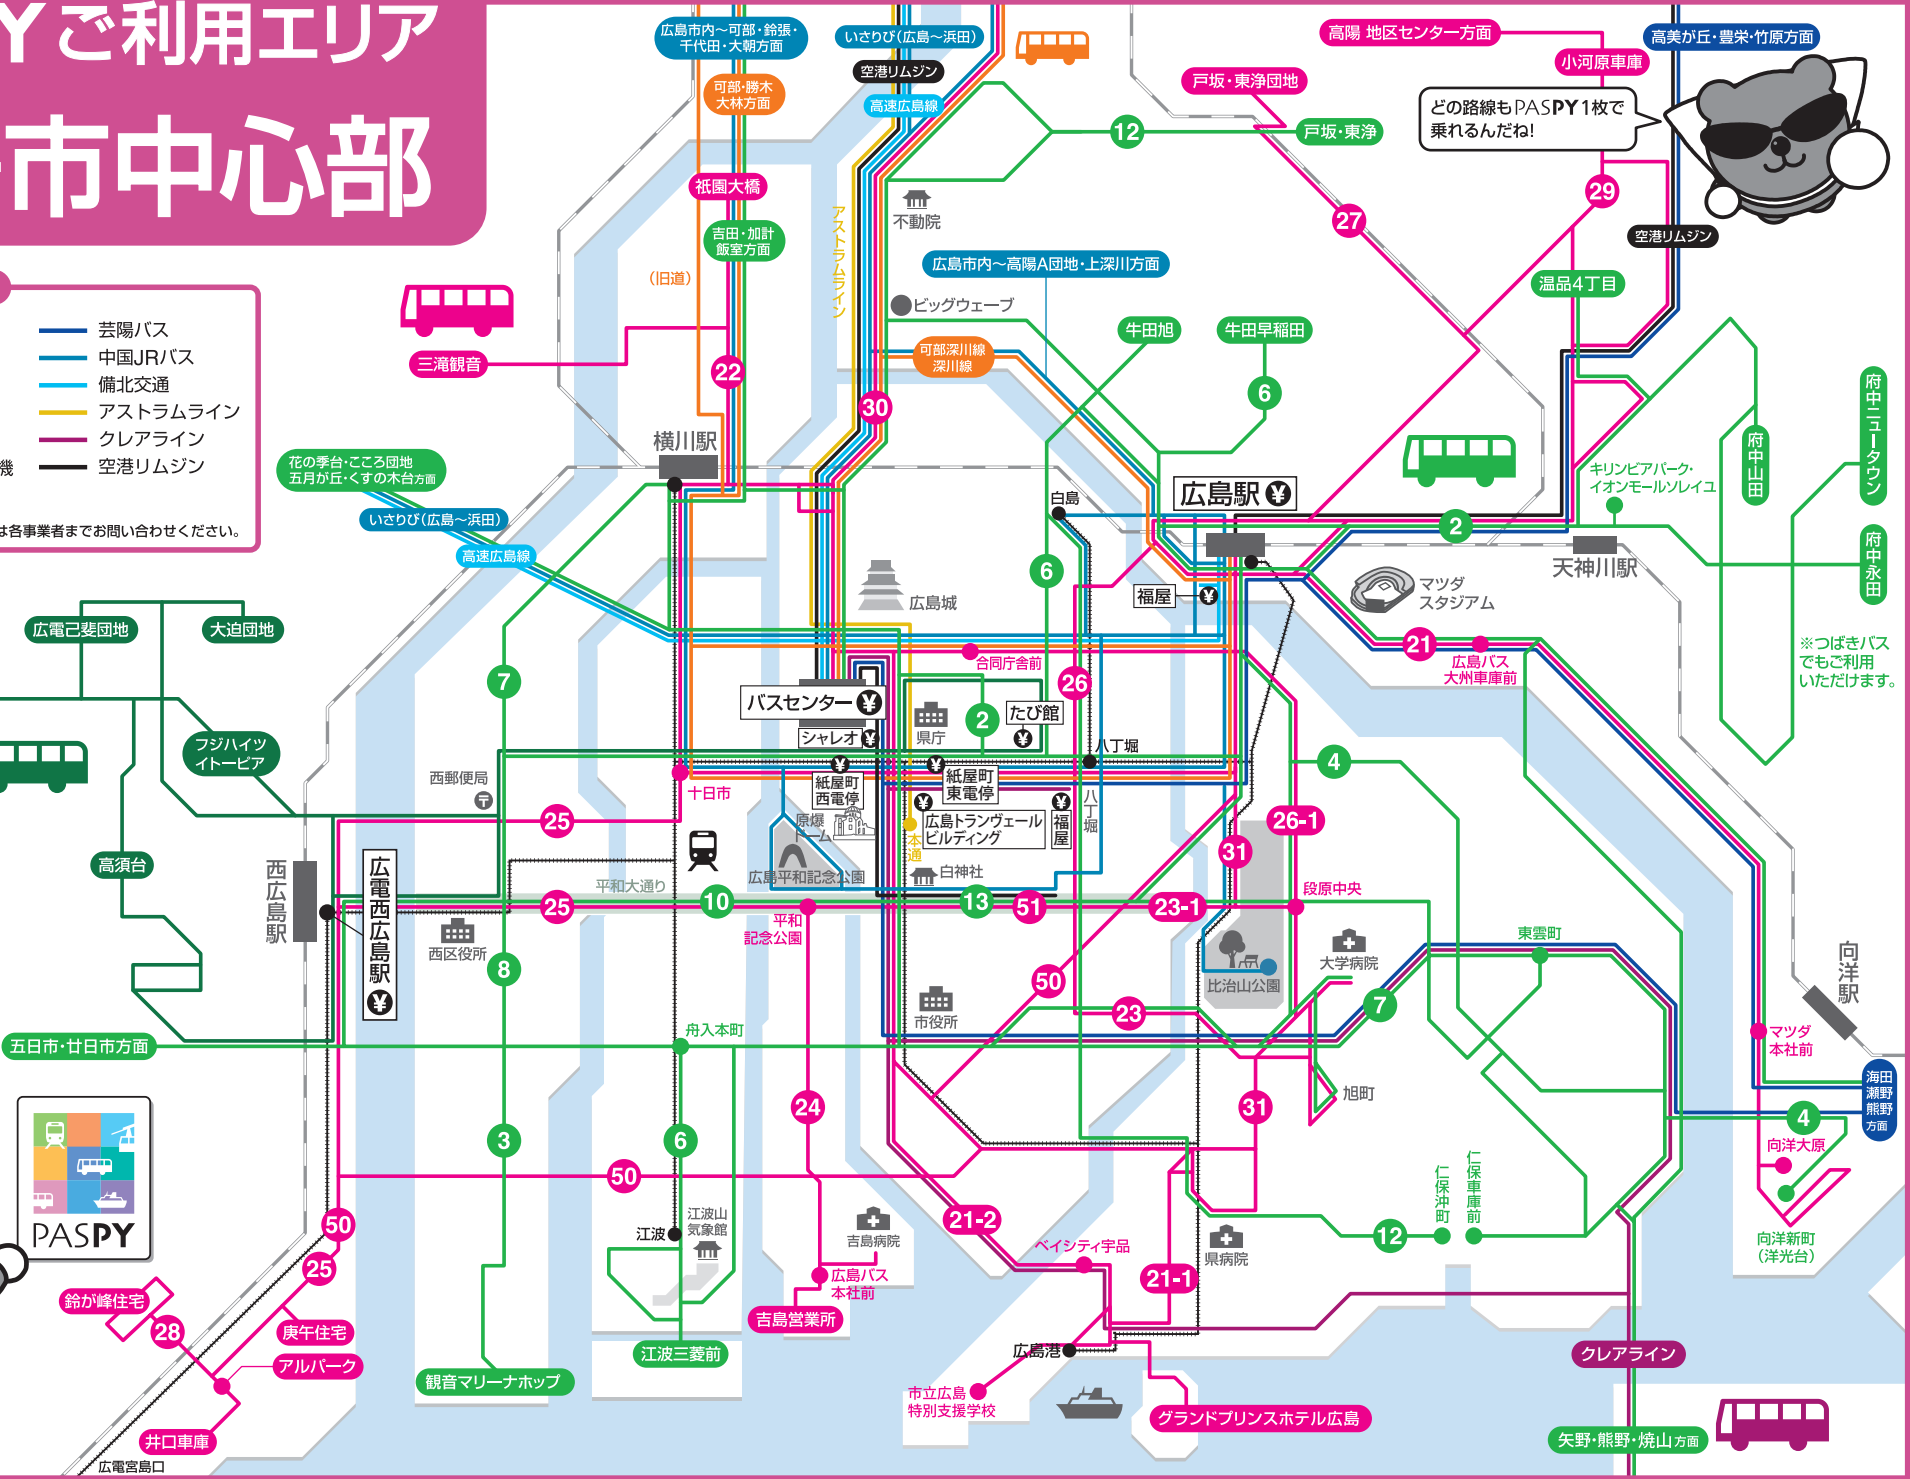 Yご利用エリア
市中心部
芸陽バス
中国JRバス
備北交通
アストラムライン
クレアライン
機
空港リムジン
は各事業者までお問い合わせください。
広島市内〜可部・鈴張・
千代田・大朝方面
いさりび(広島〜浜田)
空港リムジン
可部・勝木
大林方面
高速広島線
高陽 地区センター方面
小河原車庫
高美が丘・豊栄・竹原方面
戸坂・東浄団地
どの路線もPASPY1枚で
乗れるんだね!
12
戸坂・東浄
祇園大橋
29
吉田・加計
飯室方面
アストラムライン
不動院
27
空港リムジン
(旧道)
広島市内〜高陽A団地・上深川方面
温品4丁目
ビッグウェーブ
牛田旭
牛田早稲田
三滝観音
22
可部深川線
深川線
6
30
府中ニュータウン
府中山田
横川駅
花の季台・こころ団地
五月が丘・くすの木台方面
キリンビアパーク・
イオンモールソレイユ
いさりび(広島〜浜田)
白島
広島駅¥
2
高速広島線
天神川駅
府中永田
6
広島城
福屋
¥
マツダ
スタジアム
広電己斐団地
大迫団地
21
広島バス
大州車庫前
※つばきバス
でもご利用
いただけます。
合同庁舎前
7
26
バスセンター¥
シャレオ
¥
県庁
2
たび館
¥
フジハイツ
イトーピア
八丁堀
4
西郵便局
〒
十日市
¥
紙屋町
西電停
¥
紙屋町
東電停
¥
¥
八丁堀
25
原爆
ドーム
本通
広島トランヴェール
ビルディング
福屋
26-1
31
高須台
西広島駅
広電西広島駅¥
広島平和記念公園
白神社
平和大通り
25
10
13
51
23-1
段原中央
西区役所
平和
記念公園
東雲町
大学病院
向洋駅
8
50
比治山公園
市役所
23
7
五日市・廿日市方面
舟入本町
マツダ
本社前
旭町
海田
瀬野
熊野
方面
24
31
4
3
6
向洋大原
50
仁保沖町
仁保車庫前
PASPY
50
江波
江波山
気象館
吉島病院
21-2
ベイシティ宇品
県病院
12
向洋新町
(洋光台)
25
広島バス
本社前
21-1
鈴が峰住宅
28
庚午住宅
吉島営業所
アルパーク
江波三菱前
広島港
クレアライン
観音マリーナホップ
市立広島
特別支援学校
グランドプリンスホテル広島
井口車庫
矢野・熊野・焼山方面
広電宮島口